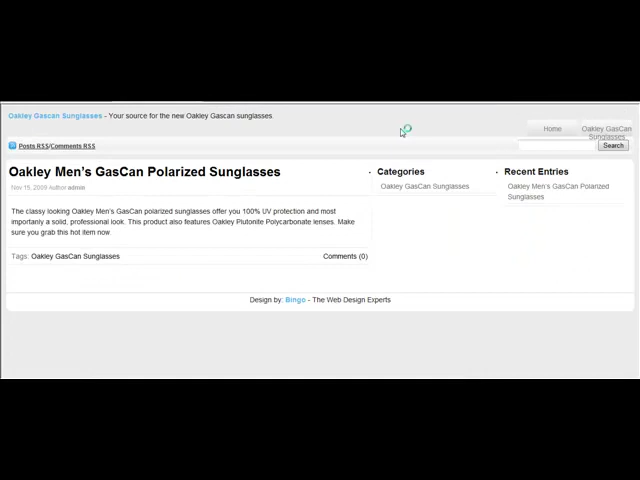 Oakley Gascan Sunglasses - Your source for the new Oakley Gascan sunglasses.
Home
Oakley GasCan
Sunglasses
Posts RSS/Comments RSS
Search
Oakley Men's GasCan Polarized Sunglasses
Nov 15, 2009 Author admin
The classy looking Oakley Men's GasCan polarized sunglasses offer you 100% UV protection and most
importanly a solid, professional look. This product also features Oakley Plutonite Polycarbonate lenses. Make
sure you grab this hot item now.
Tags: Oakley GasCan Sunglasses
Comments (0)
Categories
Oakley GasCan Sunglasses
Recent Entries
Oakley Men's GasCan Polarized
Sunglasses
Design by: Bingo - The Web Design Experts